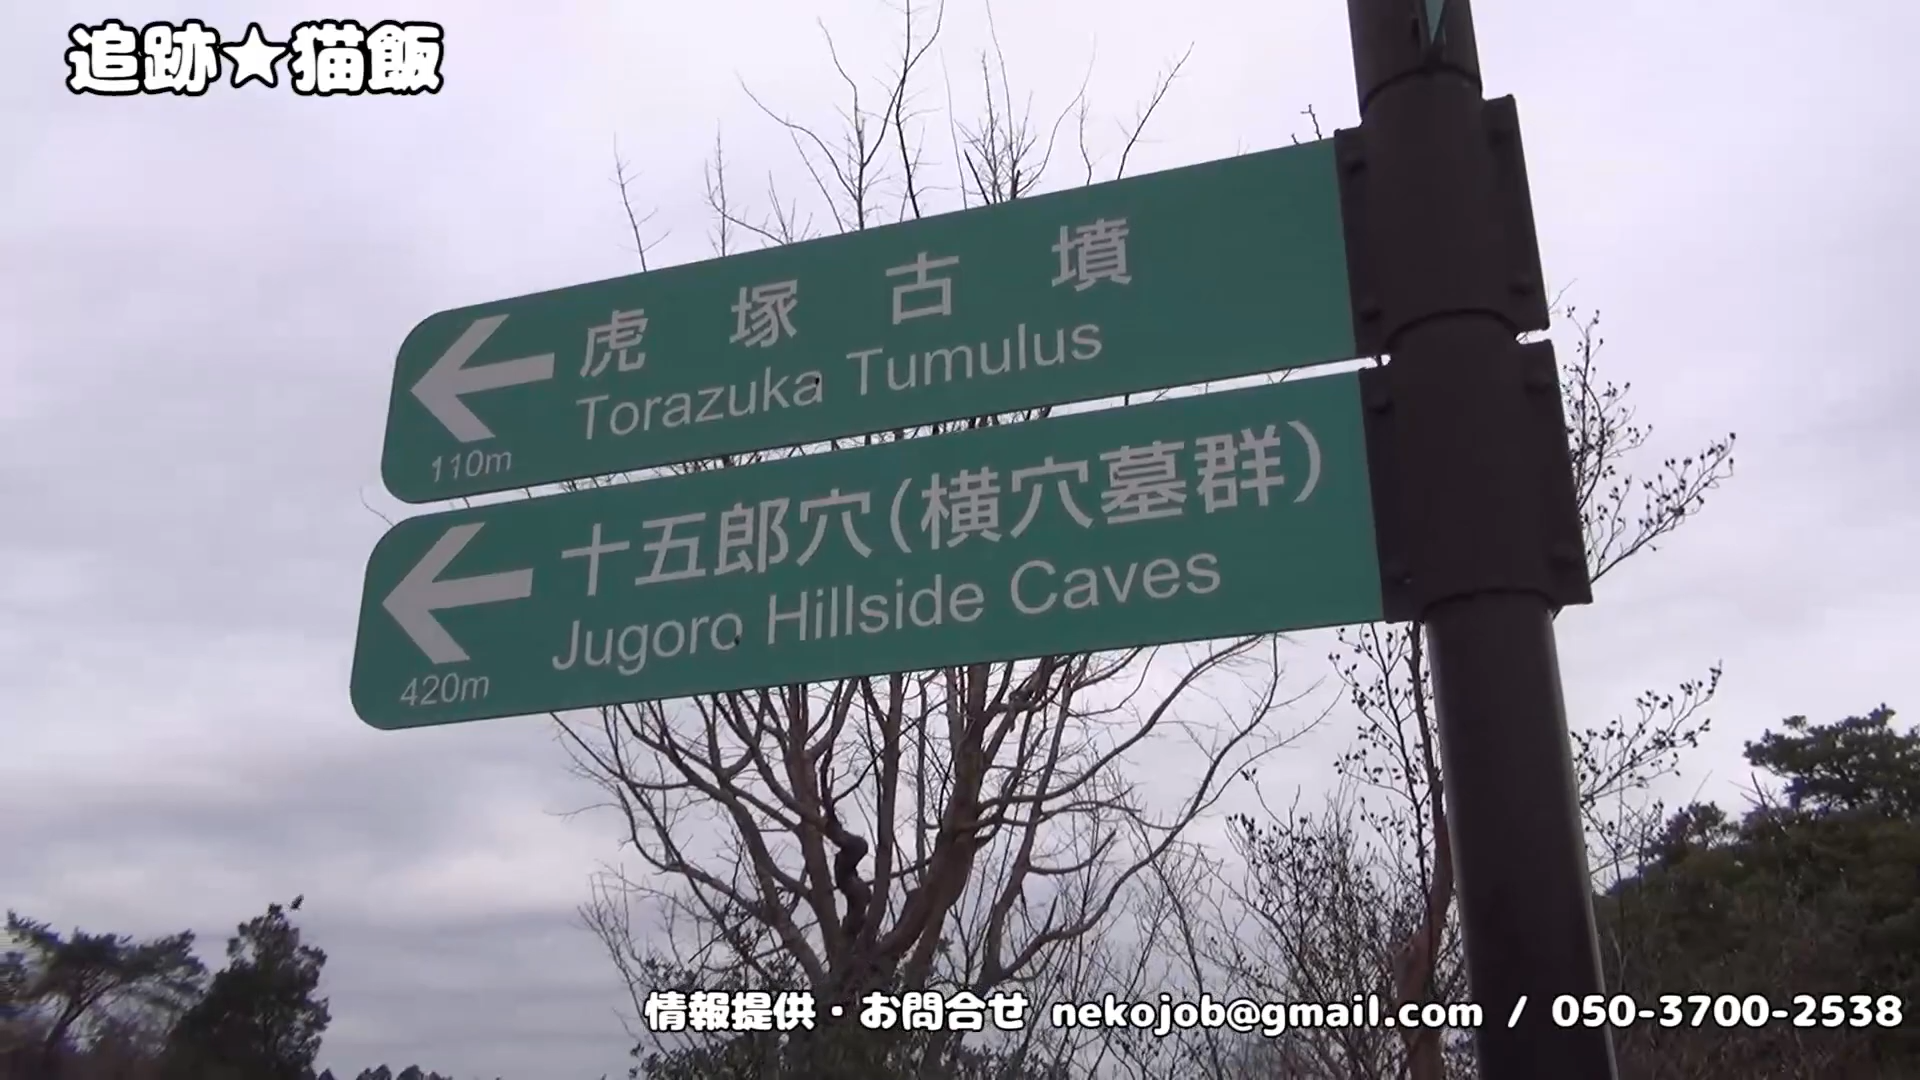 追跡★猫飯
虎塚古墳
Torazuka Tumulus
110m
十五郎穴(横穴墓群)
Jugoro Hillside Caves
420m
情報提供・お問合せ nekojob@gmail.com / 050-3700-2538